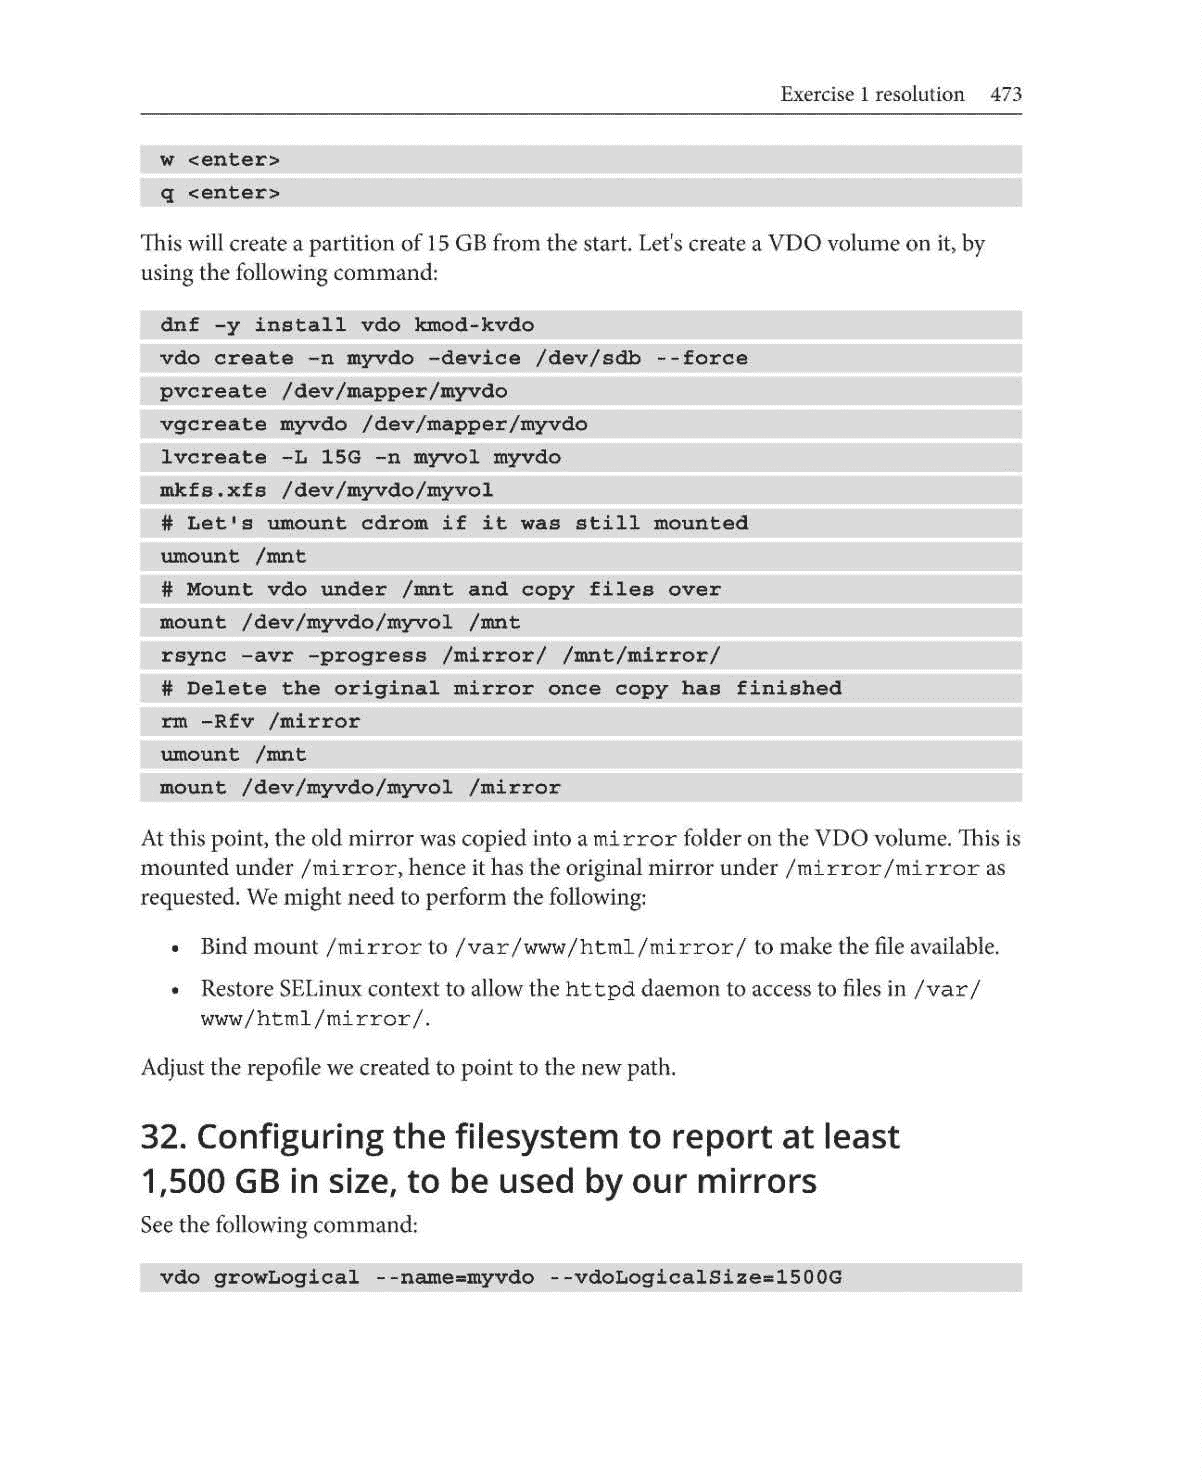 Exercise 1 resolution 473
w <enter>
q <enter>
This will create a partition of 15 GB from the start. Let's create a VDO volume on it, by
using the following command:
dnf -y install vdo kmod-kvdo
vdo create -n myvdo -device /dev/sdb --force
pvcreate /dev/mapper/myvdo
vgcreate myvdo /dev/mapper/myvdo
lvcreate -L 15G -n myvol myvdo
mkfs.xfs /dev/myvdo/myvol
# Let's umount cdrom if it was still mounted
umount /mnt
# Mount vdo under /mnt and copy files over
mount /dev/myvdo/myvol /mnt
rsync -avr -progress /mirror/ /mnt/mirror/
# Delete the original mirror once copy has finished
rm -Rfv /mirror
umount /mnt
mount /dev/myvdo/myvol /mirror
At this point, the old mirror was copied into a mirror folder on the VDO volume. This is
mounted under /mirror, hence it has the original mirror under /mirror/mirror as
requested. We might need to perform the following:
• Bind mount /mirror to /var/www/html/mirror/ to make the file available.
• Restore SELinux context to allow the httpd daemon to access to files in /var/
www/html/mirror/.
Adjust the repofile we created to point to the new path.
32. Configuring the filesystem to report at least
1,500 GB in size, to be used by our mirrors
See the following command:
vdo growLogical --name=myvdo --vdoLogicalSize=1500G